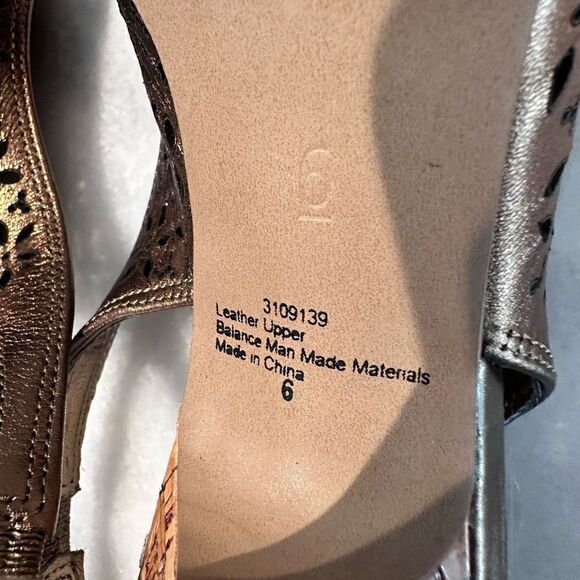 3109139
Leather Upper
Balance Man Made Materials
Made in China
6